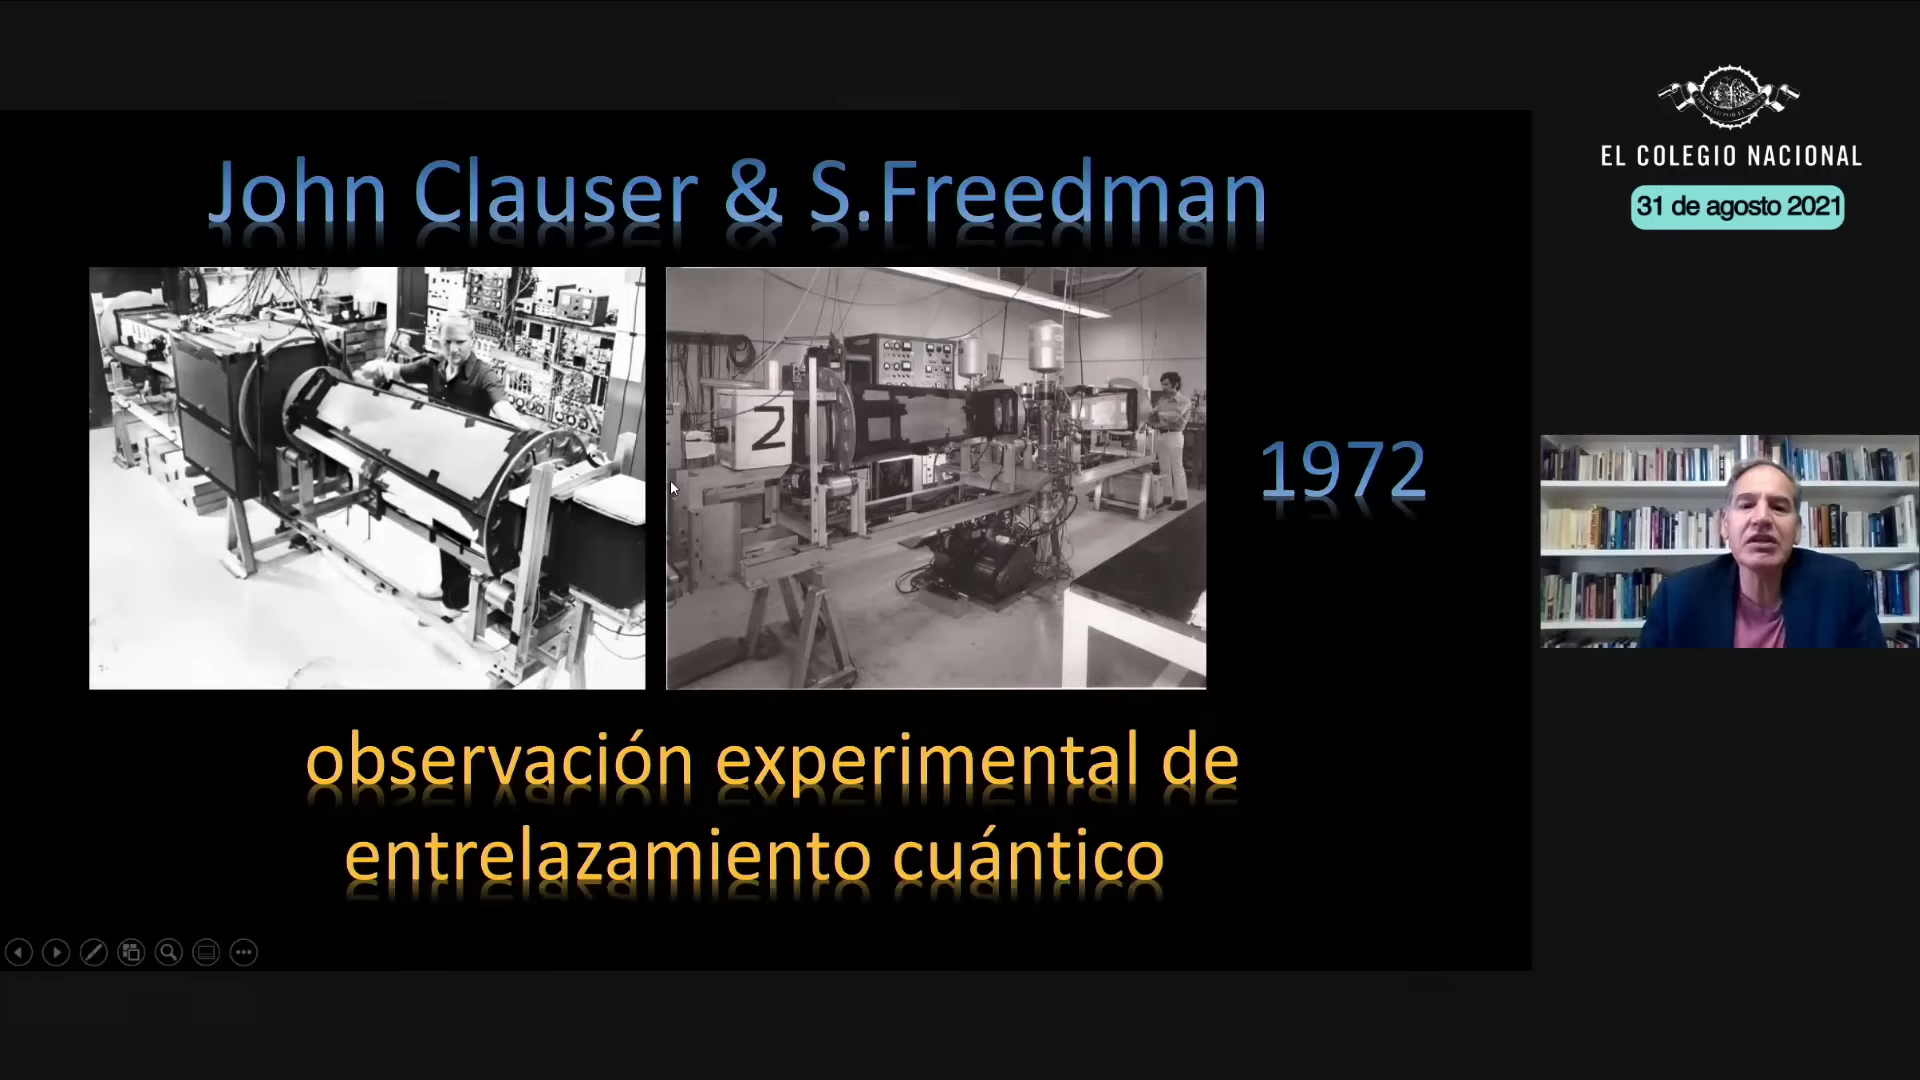 John Clauser & S.Freedman
2
1972
observación experimental de
entrelazamiento cuántico
EL COLEGIO NACIONAL
31 de agosto 2021